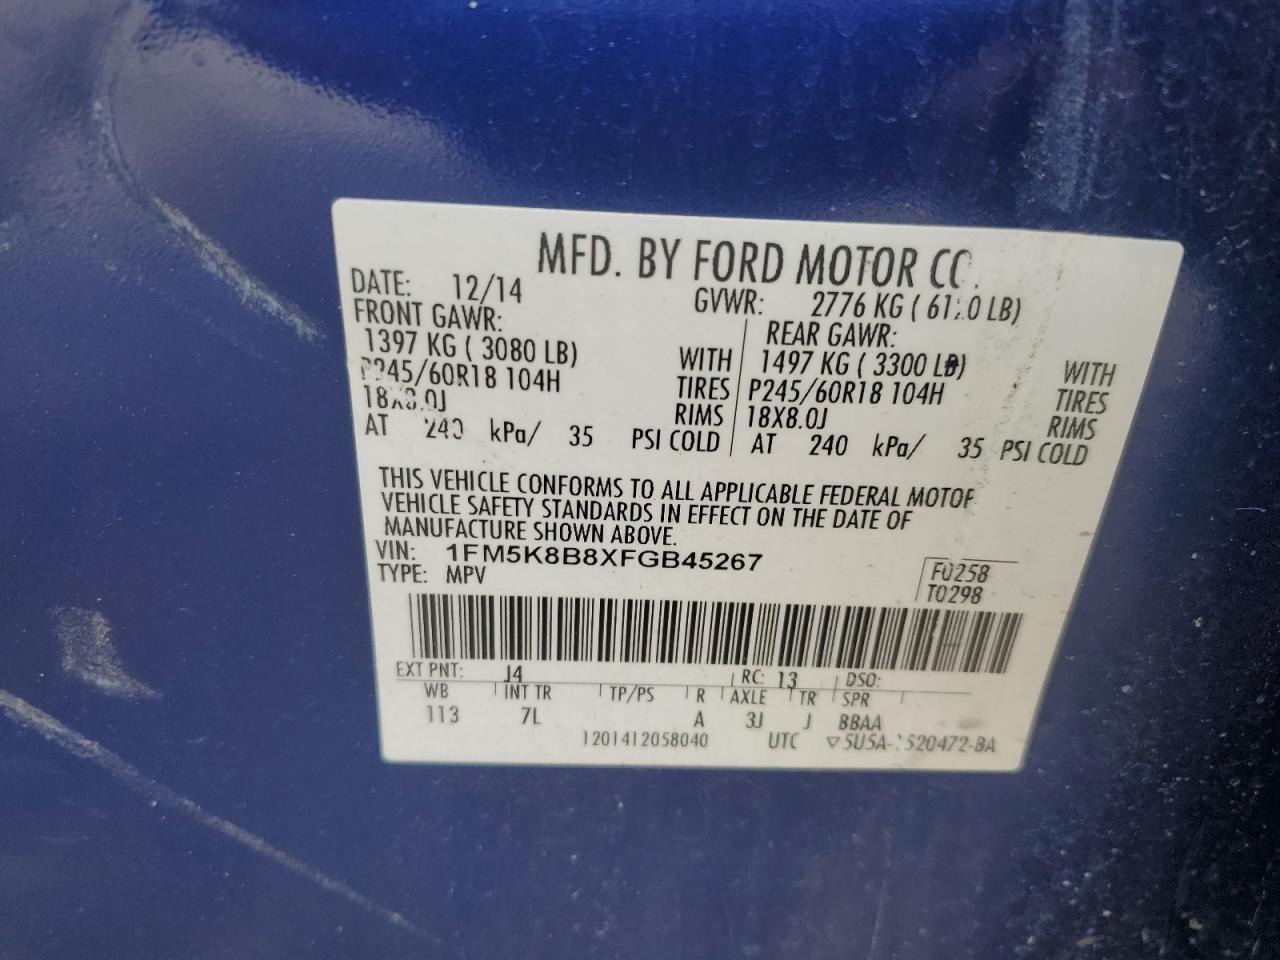 MFD. BY FORD MOTOR CO.
DATE: 12/14 GVWR: 2776 KG ( LB)
FRONT GAWR: REAR GAWR:
1397 KG ( 3080 LB) WITH 1497 KG ( 3300 LB) WITH
P245/60R18 104H TIRES P245/60R18 104H TIRES
18X8.0J RIMS 18X8.0J RIMS
AT 240 kPa/ 35 PSI COLD AT 240 kPa/ 35 PSI COLD
THIS VEHICLE CONFORMS TO ALL APPLICABLE FEDERAL MOTOR
VEHICLE SAFETY STANDARDS IN EFFECT ON THE DATE OF
MANUFACTURE SHOWN ABOVE.
VIN: 1FM5K8B8XFGB45267
TYPE: MPV
F0258
T0298
EXT PNT: J4 RC: 13 DSO:
WB INT TR TP/PS R AXLE TR SPR
113 7L A 3J J BBAA
1201412058040 UTC